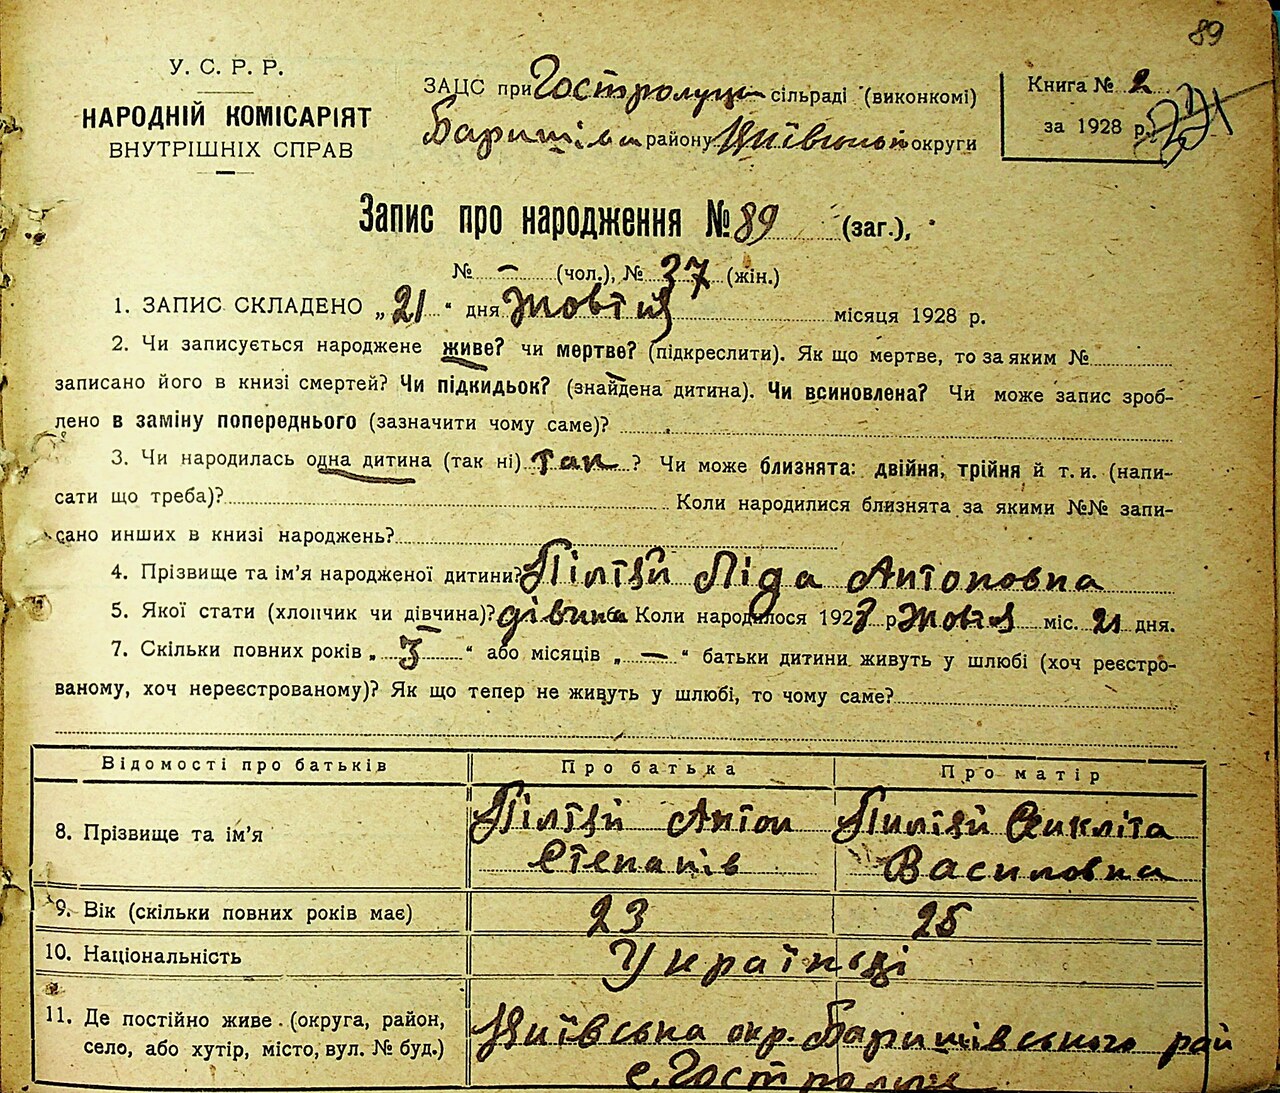 89
У. С. Р. Р.
НАРОДНІЙ КОМІСАРІЯТ
ВНУТРІШНІХ СПРАВ
ЗАЦС при Гостролуцьк сільраді (виконкомі)
району Київської округи
Книга № 2
за 1928 р.
Запис про народження № 89 (заг.),
№ – (чол.), № 37 (жін.)
1. ЗАПИС СКЛАДЕНО „21“ дня Жовтня місяця 1928 р.
2. Чи записується народжене живе? чи мертве? (підкреслити). Як що мертве, то за яким №
записано його в книзі смертей? Чи підкидьок? (знайдена дитина). Чи всиновлена? Чи може запис зроб-
лено в заміну попереднього (зазначити чому саме)?
3. Чи народилась одна дитина (так ні) так ? Чи може близнята: двійня, трійня й т. и. (напи-
сати що треба)? Коли народилися близнята за якими №№ запи-
сано инших в книзі народжень?
4. Прізвище та ім’я народженої дитини? Пілтяй Ліда Антоновна
5. Якої стати (хлопчик чи дівчина)? дівчина Коли народилося 1928 р Жовтня міс. 21 дня.
7. Скільки повних років „ 3 “ або місяців „ — “ батьки дитини живуть у шлюбі (хоч реєстро-
ваному, хоч нереєстрованому)? Як що тепер не живуть у шлюбі, то чому саме?
Відомості про батьків Про батька Про матір
8. Прізвище та ім’я Пілтяй Антон Пилтяй Викліта
Степанів Василовна
9. Вік (скільки повних років має) 23 25
10. Національність Українці
11. Де постійно живе (округа, район, Київська окр. Баришівського рай
село, або хутір, місто, вул. № буд.) с. Гостролуч